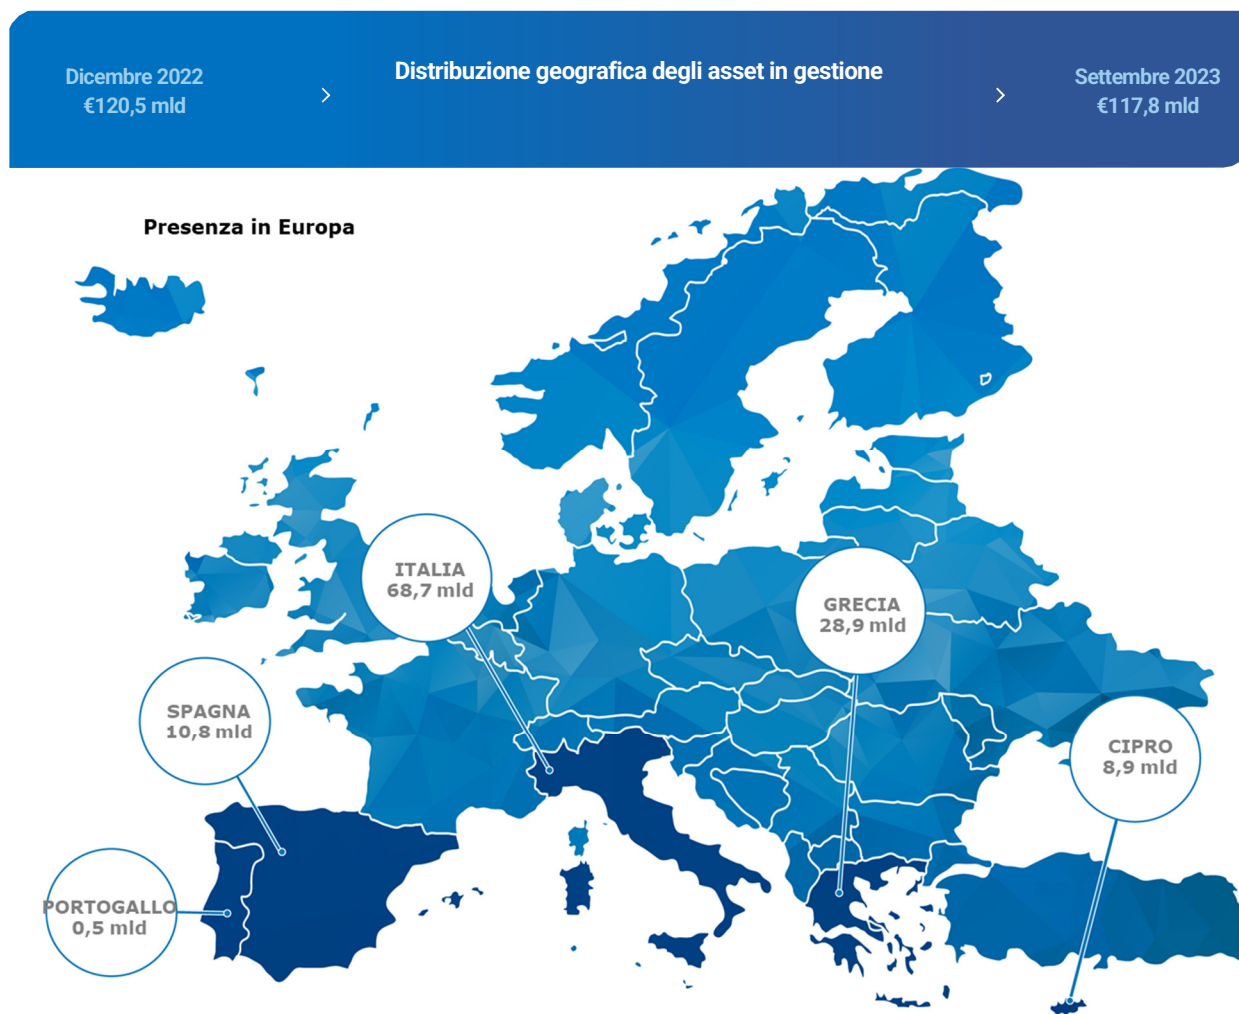 Dicembre 2022
€120,5 mld
Distribuzione geografica degli asset in gestione
Settembre 2023
€117,8 mld
Presenza in Europa
ITALIA
68,7 mld
GRECIA
28,9 mld
SPAGNA
10,8 mld
CIPRO
8,9 mld
PORTOGALLO
0,5 mld